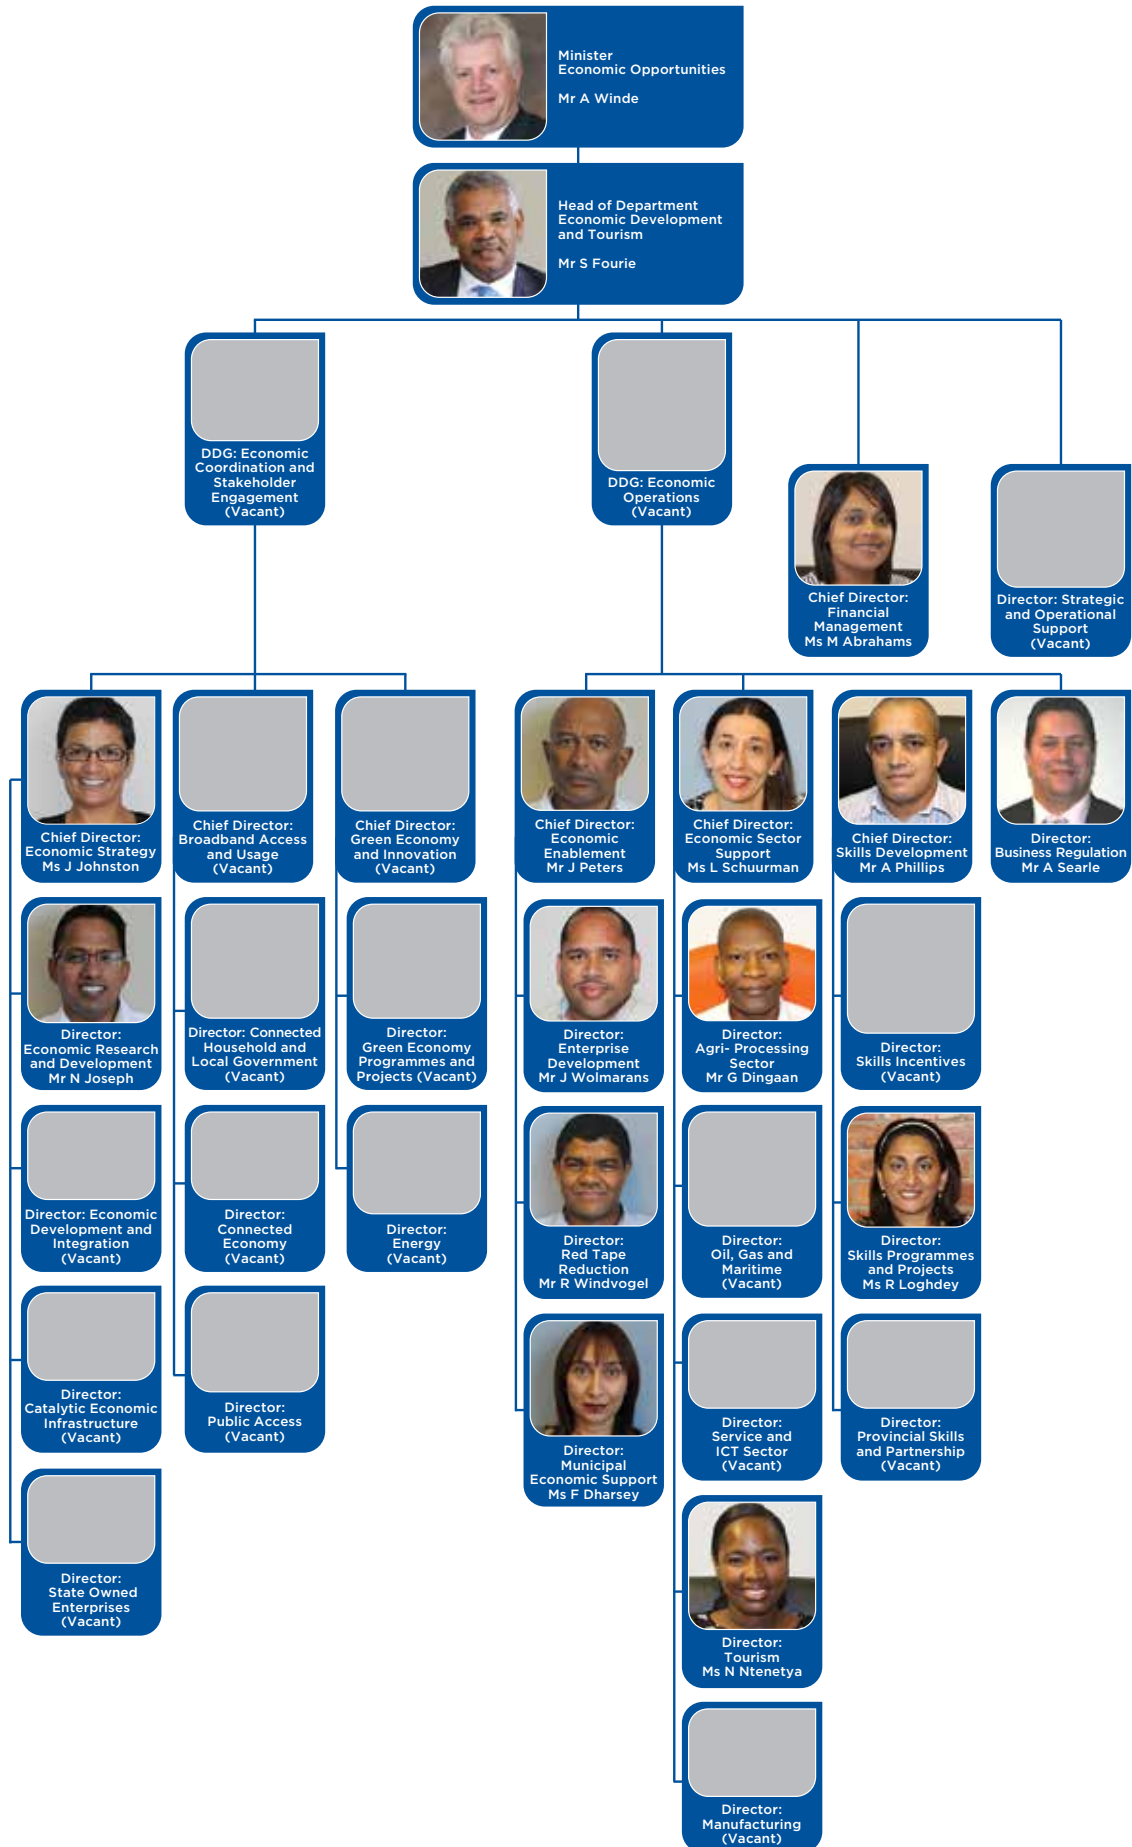 Minister
Economic Opportunities
Mr A Winde
Head of Department
Economic Development
and Tourism
Mr S Fourie
DDG: Economic
Coordination and
Stakeholder
Engagement
(Vacant)
DDG: Economic
Operations
(Vacant)
Chief Director:
Financial
Management
Ms M Abrahams
Director: Strategic
and Operational
Support
(Vacant)
Chief Director:
Economic Strategy
Ms J Johnston
Chief Director:
Broadband Access
and Usage
(Vacant)
Chief Director:
Green Economy
and Innovation
(Vacant)
Chief Director:
Economic
Enablement
Mr J Peters
Chief Director:
Economic Sector
Support
Ms L Schuurman
Chief Director:
Skills Development
Mr A Phillips
Director:
Business Regulation
Mr A Searle
Director:
Economic Research
and Development
Mr N Joseph
Director: Connected
Household and
Local Government
(Vacant)
Director:
Green Economy
Programmes and
Projects (Vacant)
Director:
Enterprise
Development
Mr J Wolmarans
Director:
Agri- Processing
Sector
Mr G Dingaan
Director:
Skills Incentives
(Vacant)
Director: Economic
Development and
Integration
(Vacant)
Director:
Connected
Economy
(Vacant)
Director:
Energy
(Vacant)
Director:
Red Tape
Reduction
Mr R Windvogel
Director:
Oil, Gas and
Maritime
(Vacant)
Director:
Skills Programmes
and Projects
Ms R Loghdey
Director:
Catalytic Economic
Infrastructure
(Vacant)
Director:
Public Access
(Vacant)
Director:
Municipal
Economic Support
Ms F Dharsey
Director:
Service and
ICT Sector
(Vacant)
Director:
Provincial Skills
and Partnership
(Vacant)
Director:
State Owned
Enterprises
(Vacant)
Director:
Tourism
Ms N Ntenetya
Director:
Manufacturing
(Vacant)